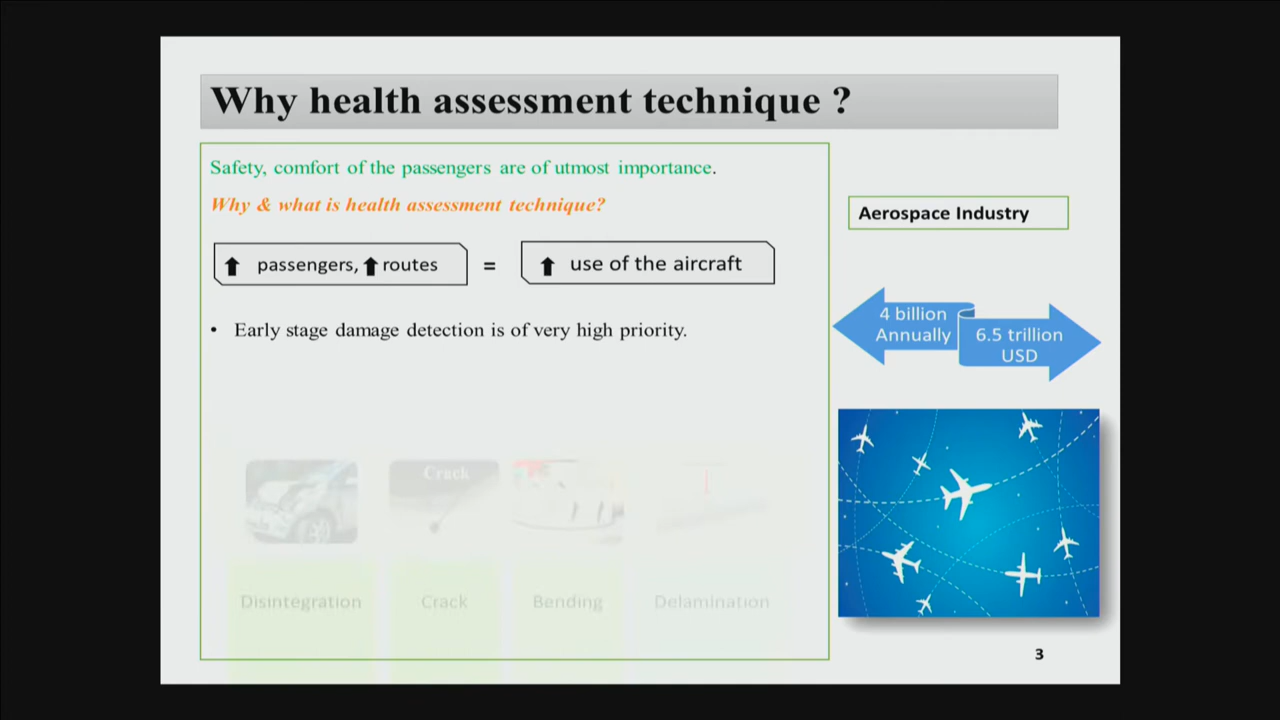 Why health assessment technique ?
Safety, comfort of the passengers are of utmost importance.
Why & what is health assessment technique?
⬆ passengers, ⬆ routes = ⬆ use of the aircraft
• Early stage damage detection is of very high priority.
Crack
Disintegration
Crack
Bending
Delamination
Aerospace Industry
4 billion
Annually
6.5 trillion
USD
3